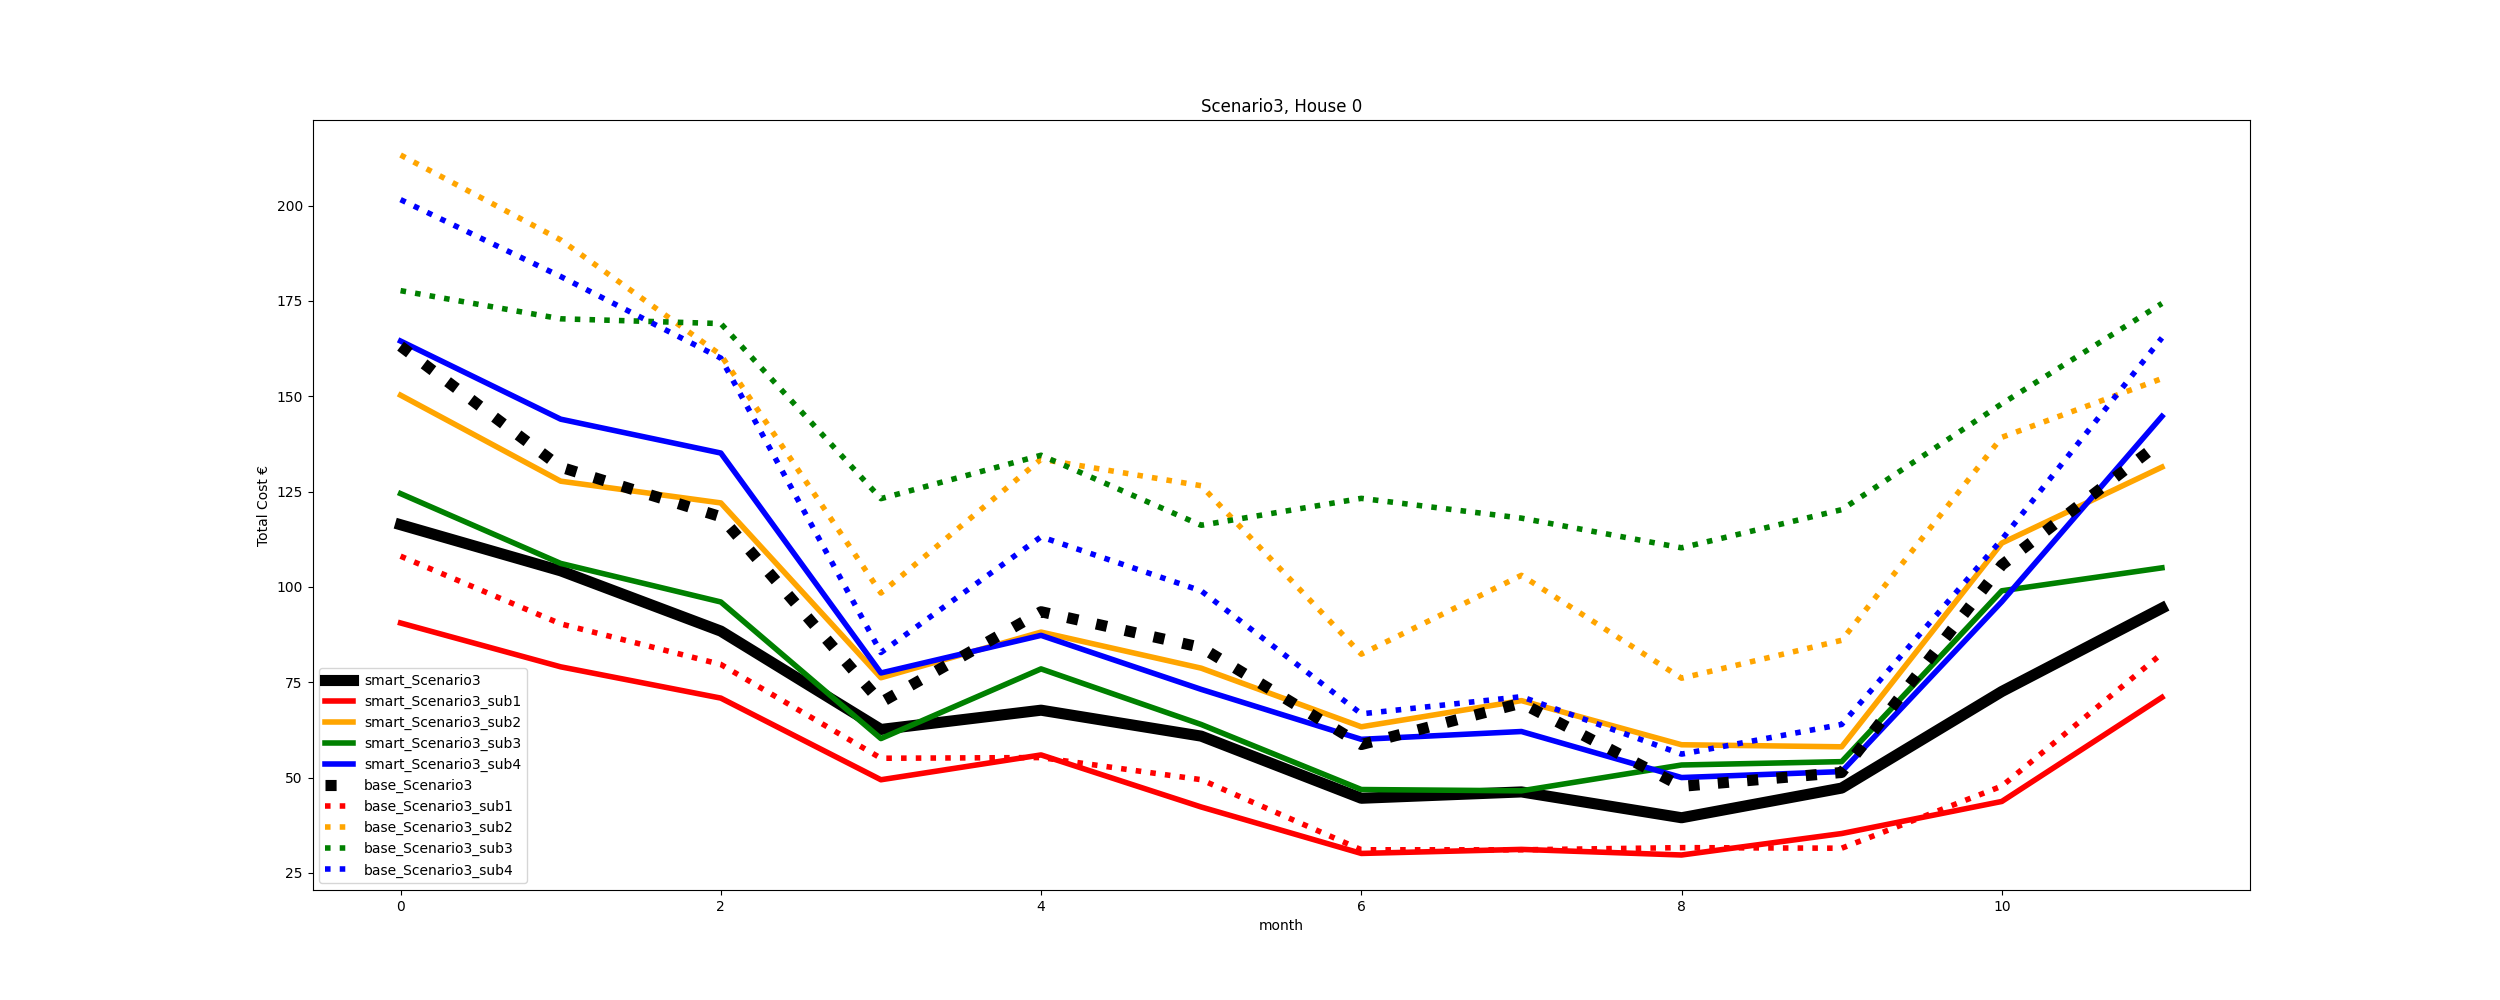 Scenario3, House 0
Total Cost €
200
175
150
125
100
75
50
25
smart_Scenario3
smart_Scenario3_sub1
smart_Scenario3_sub2
smart_Scenario3_sub3
smart_Scenario3_sub4
base_Scenario3
base_Scenario3_sub1
base_Scenario3_sub2
base_Scenario3_sub3
base_Scenario3_sub4
0 2 4 6 8 10
month